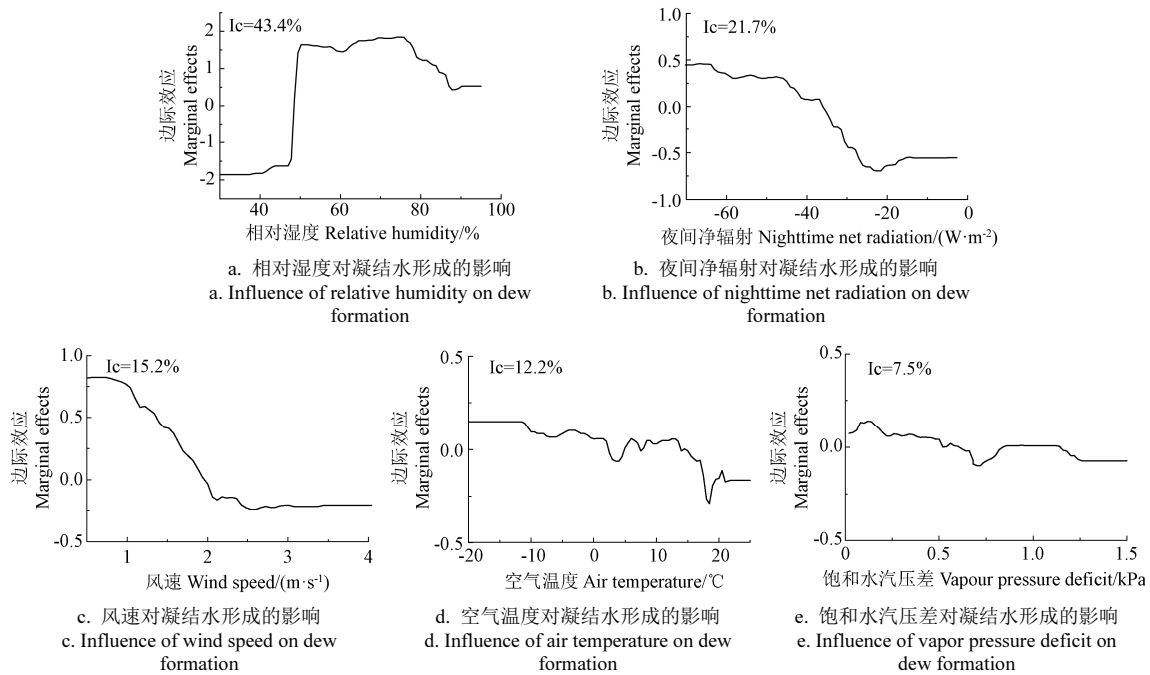 Ic=43.4%
边际效应
Marginal effects
2
1
0
-1
-2
40 60 80 100
相对湿度 Relative humidity/%
a. 相对湿度对凝结水形成的影响
a. Influence of relative humidity on dew
formation
Ic=21.7%
边际效应
Marginal effects
1.0
0.5
0.0
-0.5
-1.0
-60 -40 -20 0
夜间净辐射 Nighttime net radiation/(W·m-2)
b. 夜间净辐射对凝结水形成的影响
b. Influence of nighttime net radiation on dew
formation
Ic=15.2%
边际效应
Marginal effects
1.0
0.5
0.0
-0.5
1 2 3 4
风速 Wind speed/(m·s-1)
c. 风速对凝结水形成的影响
c. Influence of wind speed on dew
formation
Ic=12.2%
边际效应
Marginal effects
0.5
0.0
-0.5
-20 -10 0 10 20
空气温度 Air temperature/℃
d. 空气温度对凝结水形成的影响
d. Influence of air temperature on dew
formation
Ic=7.5%
边际效应
Marginal effects
0.5
0.0
-0.5
0 0.5 1.0 1.5
饱和水汽压差 Vapour pressure deficit/kPa
e. 饱和水汽压差对凝结水形成的影响
e. Influence of vapor pressure deficit on
dew formation